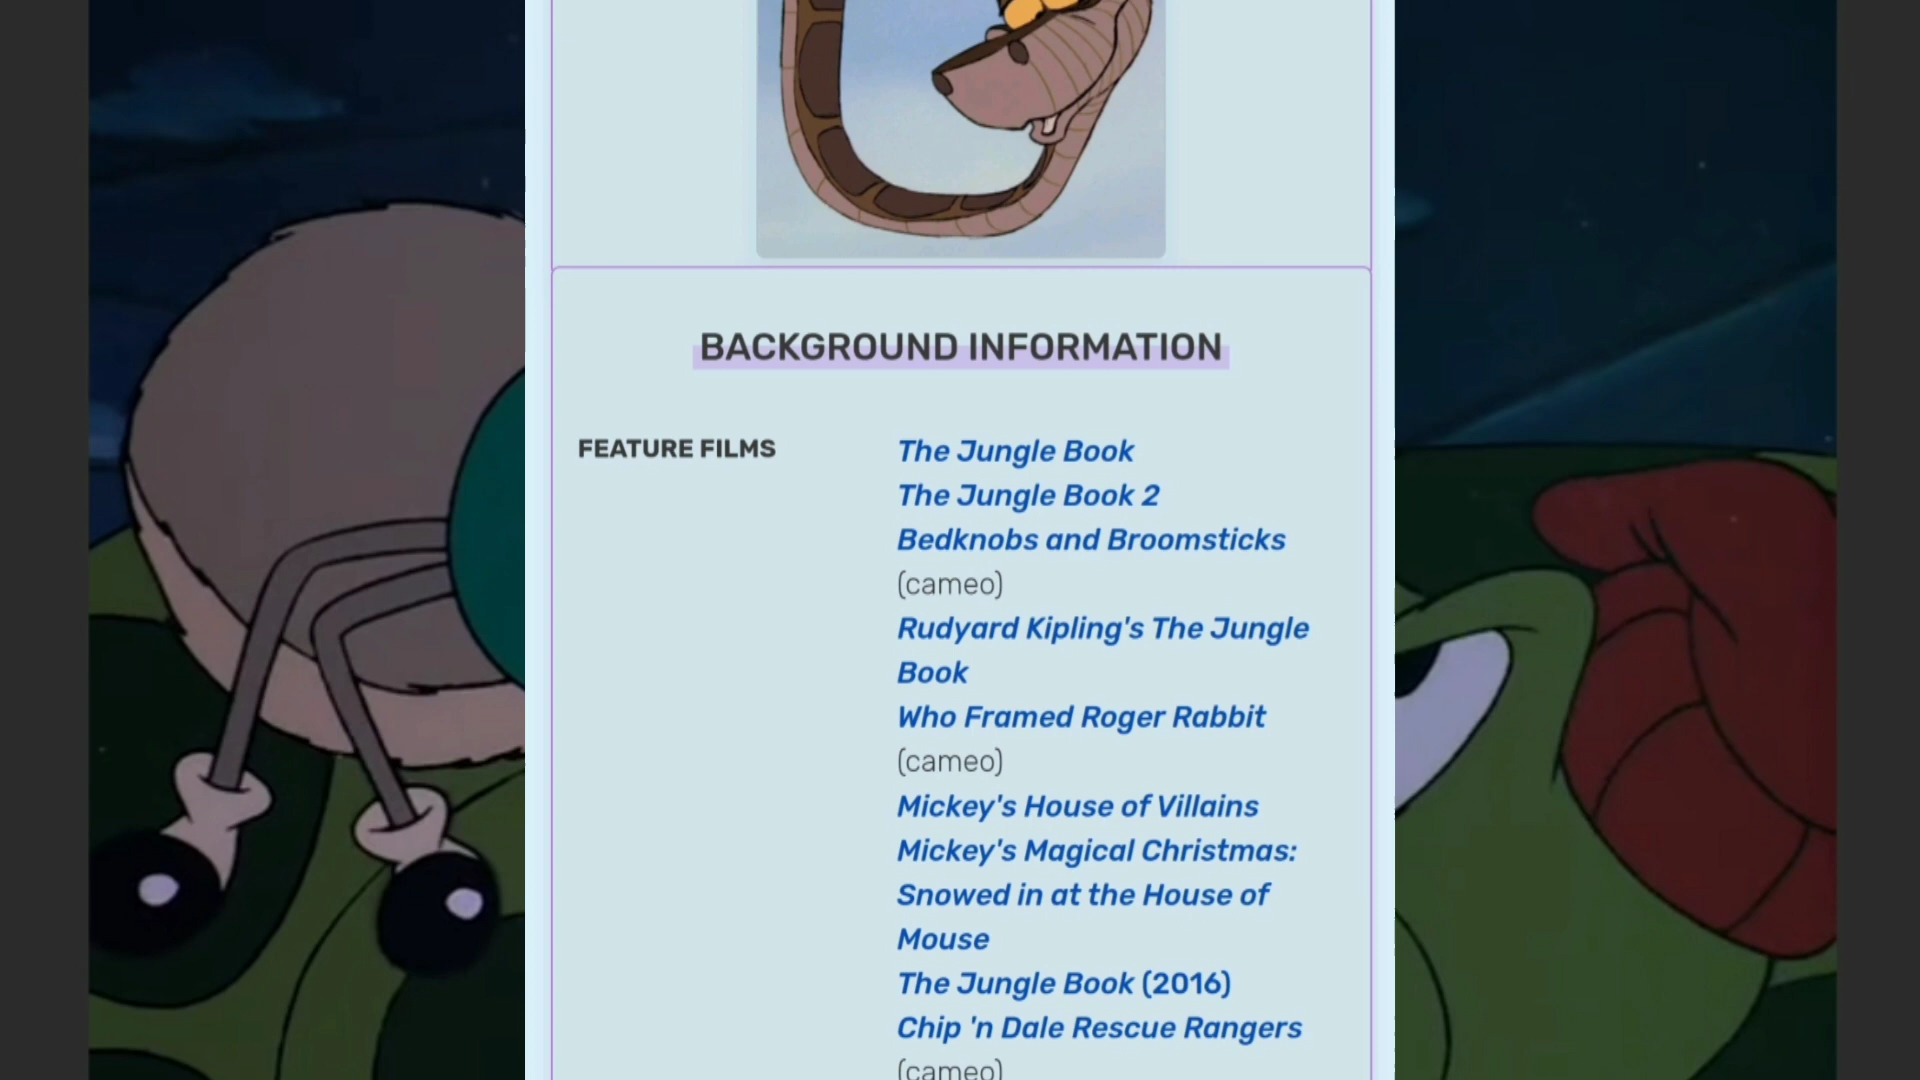 BACKGROUND INFORMATION
FEATURE FILMS
The Jungle Book
The Jungle Book 2
Bedknobs and Broomsticks
(cameo)
Rudyard Kipling's The Jungle
Book
Who Framed Roger Rabbit
(cameo)
Mickey's House of Villains
Mickey's Magical Christmas:
Snowed in at the House of
Mouse
The Jungle Book (2016)
Chip 'n Dale Rescue Rangers
(cameo)